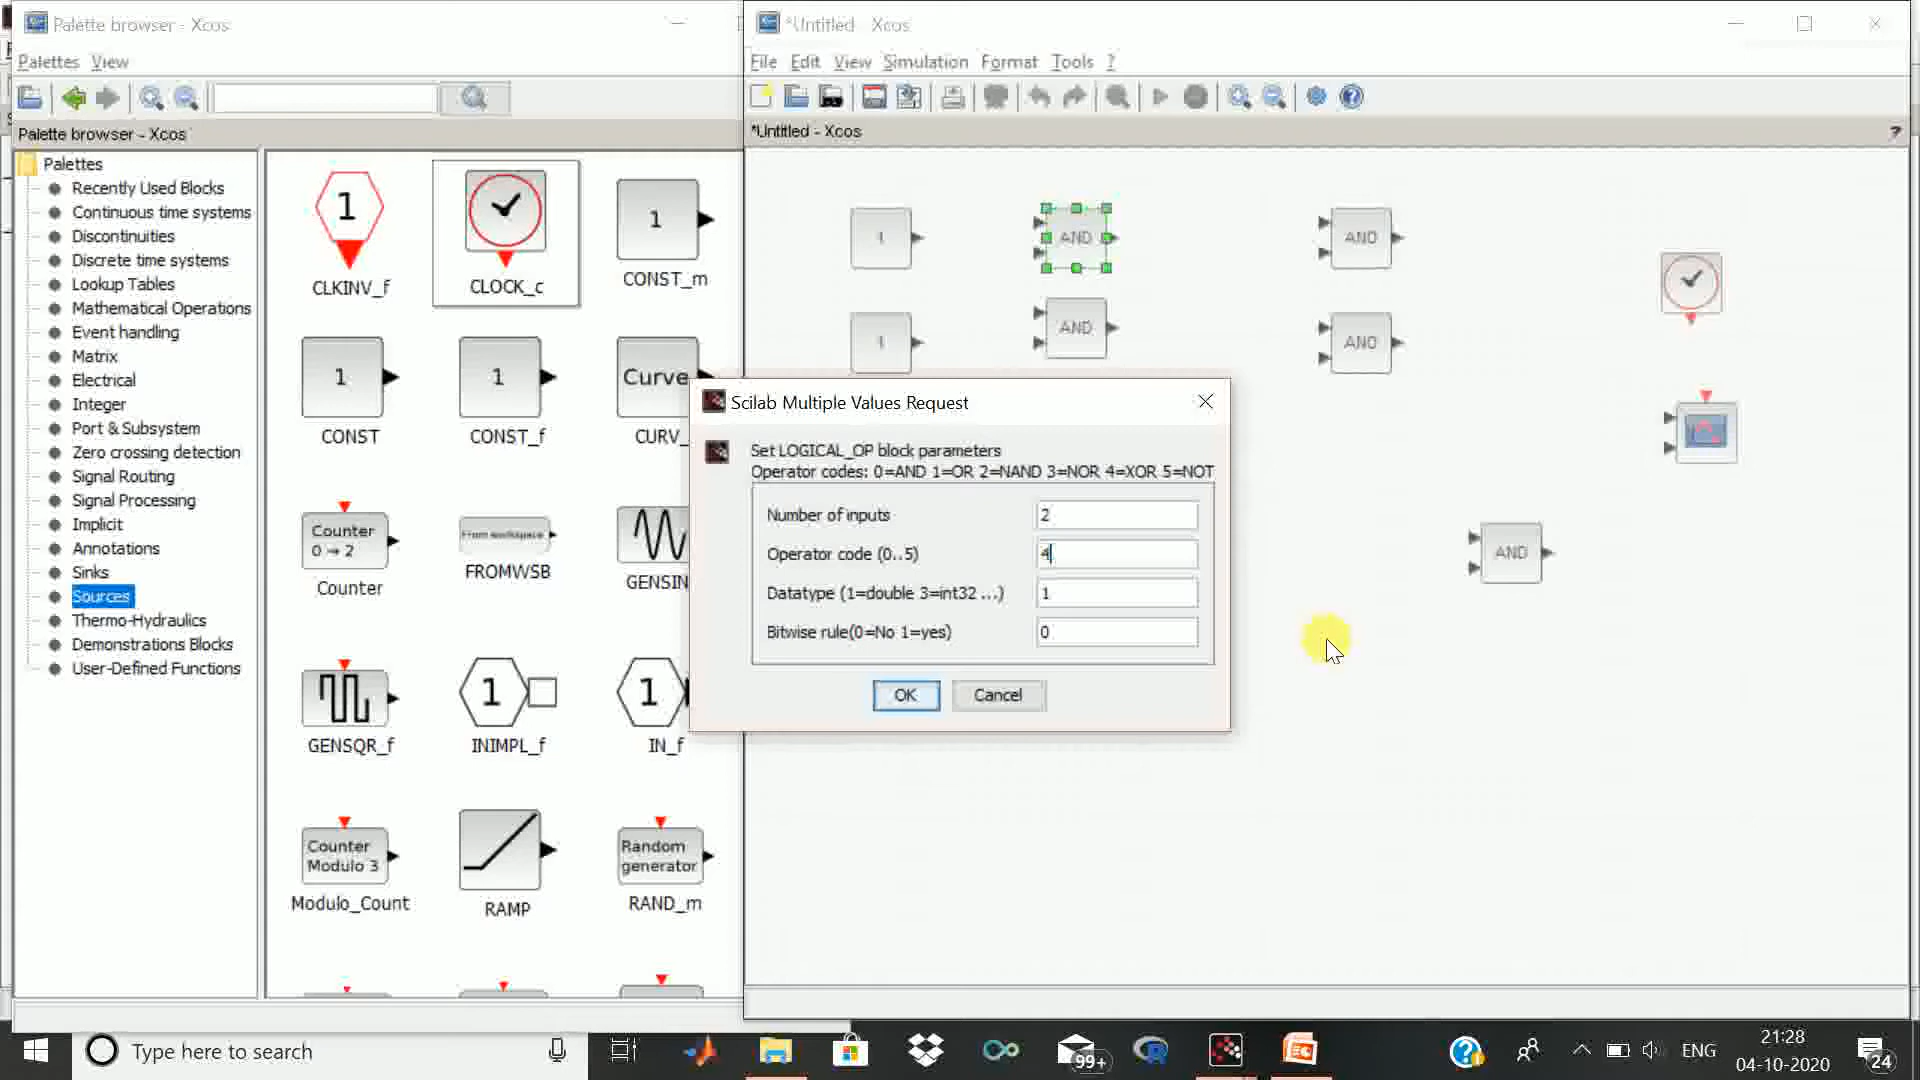 Palette browser - Xcos
Palettes View
Palette browser - Xcos
Palettes
Recently Used Blocks
Continuous time systems
Discontinuities
Discrete time systems
Lookup Tables
Mathematical Operations
Event handling
Matrix
Electrical
Integer
Port & Subsystem
Zero crossing detection
Signal Routing
Signal Processing
Implicit
Annotations
Sinks
Sources
Thermo-Hydraulics
Demonstrations Blocks
User-Defined Functions
1
CLKINV_f
CLOCK_c
1
CONST_m
1
CONST
1
CONST_f
Curve
CURV_
Counter
0 → 2
Counter
From workspace
FROMWSB
GENSIN
GENSQR_f
1
INIMPL_f
1
IN_f
Counter
Modulo 3
Modulo_Count
RAMP
Random
generator
RAND_m
*Untitled - Xcos
File Edit View Simulation Format Tools ?
*Untitled - Xcos
?
1
AND
AND
1
AND
AND
AND
Scilab Multiple Values Request
Set LOGICAL_OP block parameters
Operator codes: 0=AND 1=OR 2=NAND 3=NOR 4=XOR 5=NOT
Number of inputs 2
Operator code (0..5) 4
Datatype (1=double 3=int32 ...) 1
Bitwise rule(0=No 1=yes) 0
OK Cancel
Type here to search
99+
ENG
21:28
04-10-2020
24